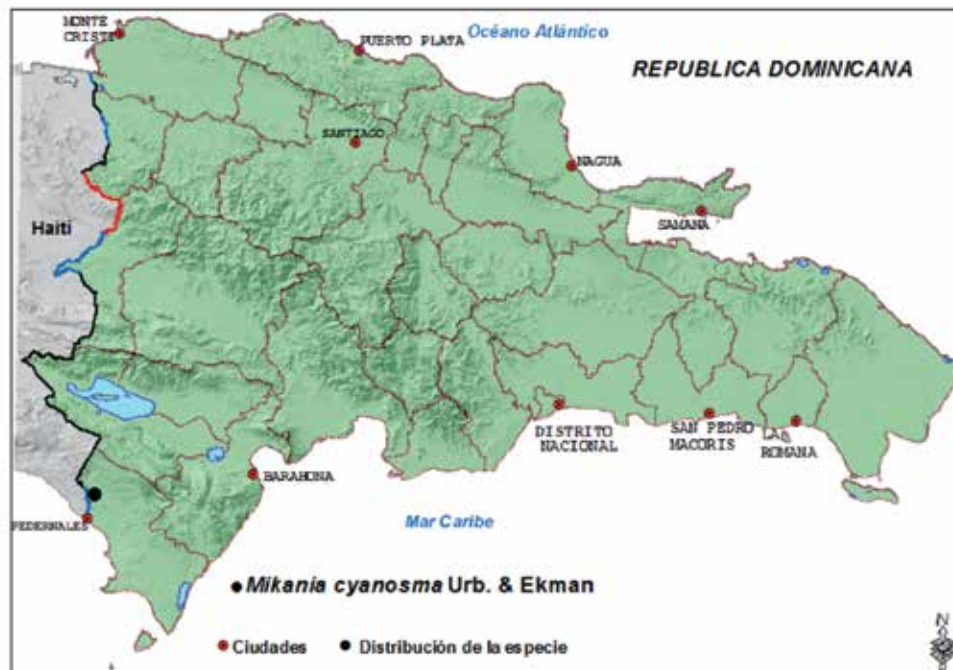 MONTE
CRISTI
PUERTO PLATA
Océano Atlántico
REPUBLICA DOMINICANA
SANTIAGO
NAGUA
SAMANA
Haití
DISTRITO
NACIONAL
SAN PEDRO
MACORIS
LA
ROMANA
BARAHONA
PEDERNALES
Mar Caribe
Mikania cyanosma Urb. & Ekman
Ciudades
Distribución de la especie
N